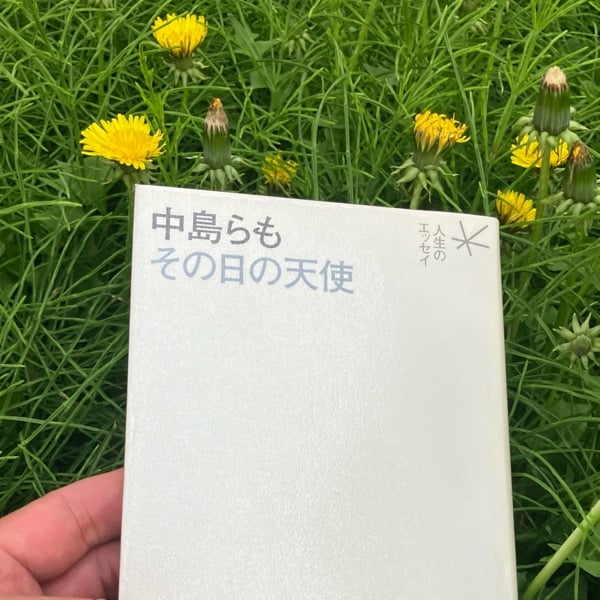 中島らも
その日の天使
人生の
エッセイ